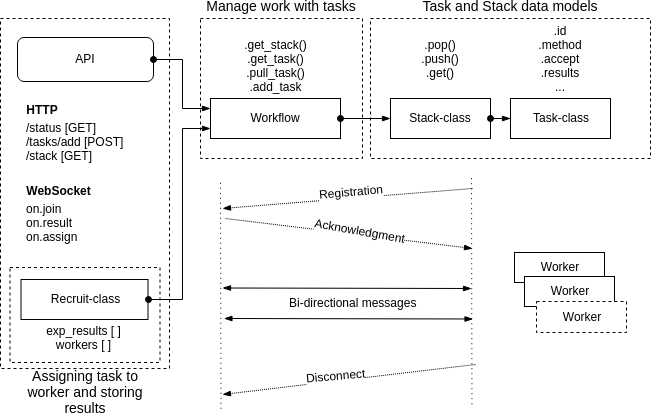 Manage work with tasks
Task and Stack data models
API
HTTP
/status [GET]
/tasks/add [POST]
/stack [GET]
WebSocket
on.join
on.result
on.assign
Recruit-class
exp_results [ ]
workers [ ]
Assigning task to
worker and storing
results
.get_stack()
.get_task()
.pull_task()
.add_task
Workflow
.pop()
.push()
.get()
Stack-class
.id
.method
.accept
.results
...
Task-class
Registration
Acknowledgment
Bi-directional messages
Disconnect
Worker
Worker
Worker